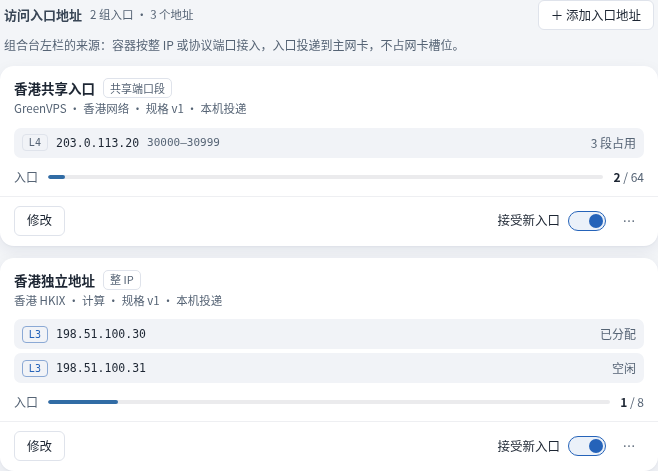 访问入口地址 2 组入口 • 3 个地址 + 添加入口地址
组合台左栏的来源：容器按整 IP 或协议端口接入，入口投递到主网卡，不占网卡槽位。
香港共享入口 共享端口段
GreenVPS • 香港网络 • 规格 v1 • 本机投递
L4 203.0.113.20 30000–30999 3 段占用
入口 2 / 64
修改 接受新入口 ···
香港独立地址 整 IP
香港 HKIX • 计算 • 规格 v1 • 本机投递
L3 198.51.100.30 已分配
L3 198.51.100.31 空闲
入口 1 / 8
修改 接受新入口 ···